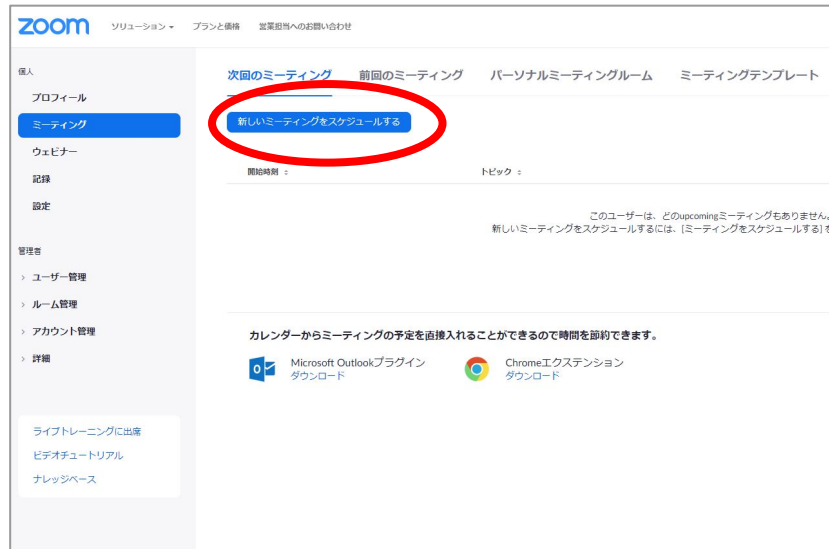 zoom ソリューション プランと価格 営業担当へのお問い合わせ
個人
プロフィール
ミーティング
ウェビナー
記録
設定
管理者
ユーザー管理
ルーム管理
アカウント管理
詳細
ライブトレーニングに出席
ビデオチュートリアル
ナレッジベース
次回のミーティング 前回のミーティング パーソナルミーティングルーム ミーティングテンプレート
新しいミーティングをスケジュールする
開始時刻 トピック
このユーザーは、どのupcomingミーティングもありません。
新しいミーティングをスケジュールするには、[ミーティングをスケジュールする] を
カレンダーからミーティングの予定を直接入れることができるので時間を節約できます。
Microsoft Outlookプラグイン
ダウンロード
Chromeエクステンション
ダウンロード